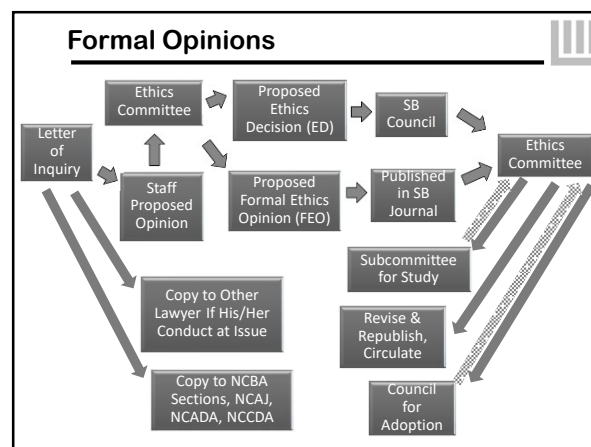 Formal Opinions
Letter
of
Inquiry
Staff
Proposed
Opinion
Ethics
Committee
Proposed
Ethics
Decision (ED)
SB
Council
Proposed
Formal Ethics
Opinion (FEO)
Published
in SB
Journal
Ethics
Committee
Subcommittee
for Study
Revise &
Republish,
Circulate
Council
for
Adoption
Copy to Other
Lawyer If His/Her
Conduct at Issue
Copy to NCBA
Sections, NCAJ,
NCADA, NCCDA